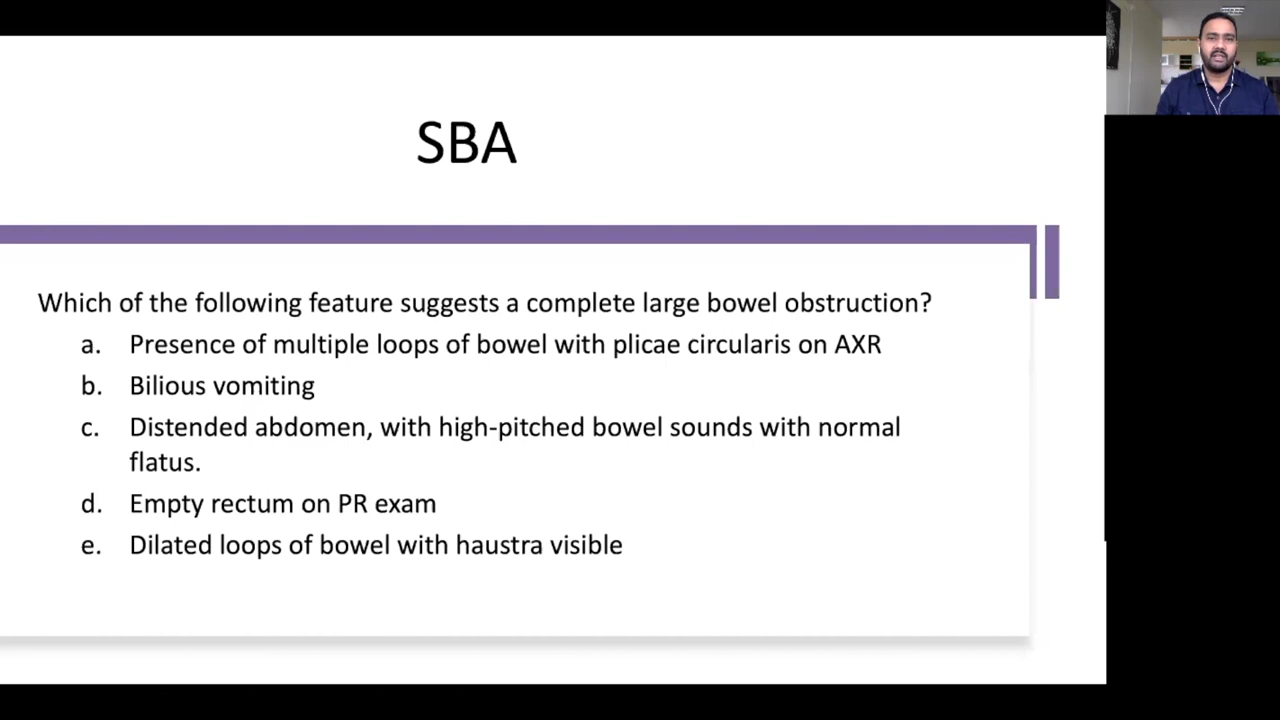 SBA
Which of the following feature suggests a complete large bowel obstruction?
a. Presence of multiple loops of bowel with plicae circularis on AXR
b. Bilious vomiting
c. Distended abdomen, with high-pitched bowel sounds with normal
flatus.
d. Empty rectum on PR exam
e. Dilated loops of bowel with haustra visible